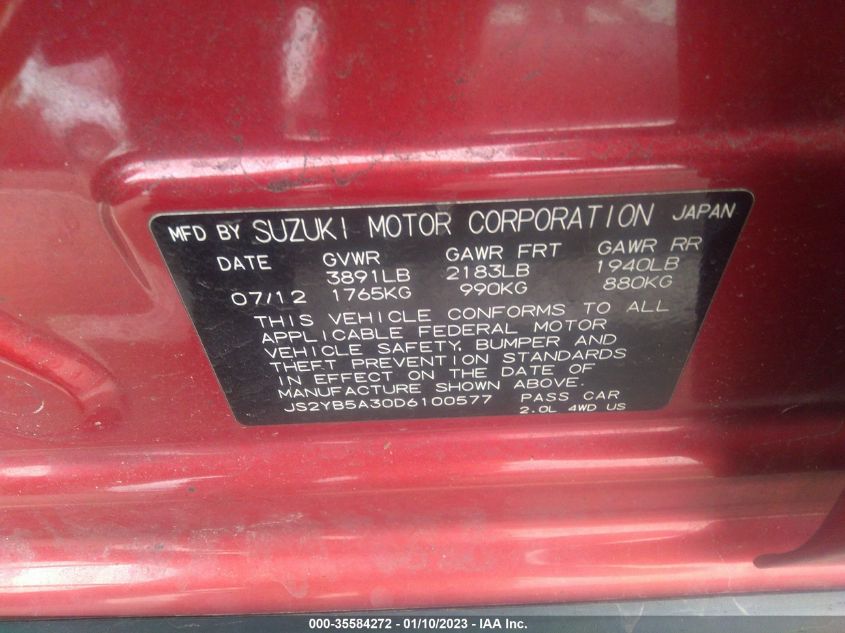 MFD BY SUZUKI MOTOR CORPORATION JAPAN
DATE GVWR GAWR FRT GAWR RR
3891LB 2183LB 1940LB
07/12 1765KG 990KG 880KG
THIS VEHICLE CONFORMS TO ALL
APPLICABLE FEDERAL MOTOR
VEHICLE SAFETY, BUMPER AND
THEFT PREVENTION STANDARDS
IN EFFECT ON THE DATE OF
MANUFACTURE SHOWN ABOVE.
JS2YB5A30D6100577 PASS CAR
2.0L 4WD US
000-35584272 - 01/10/2023 - IAA Inc.